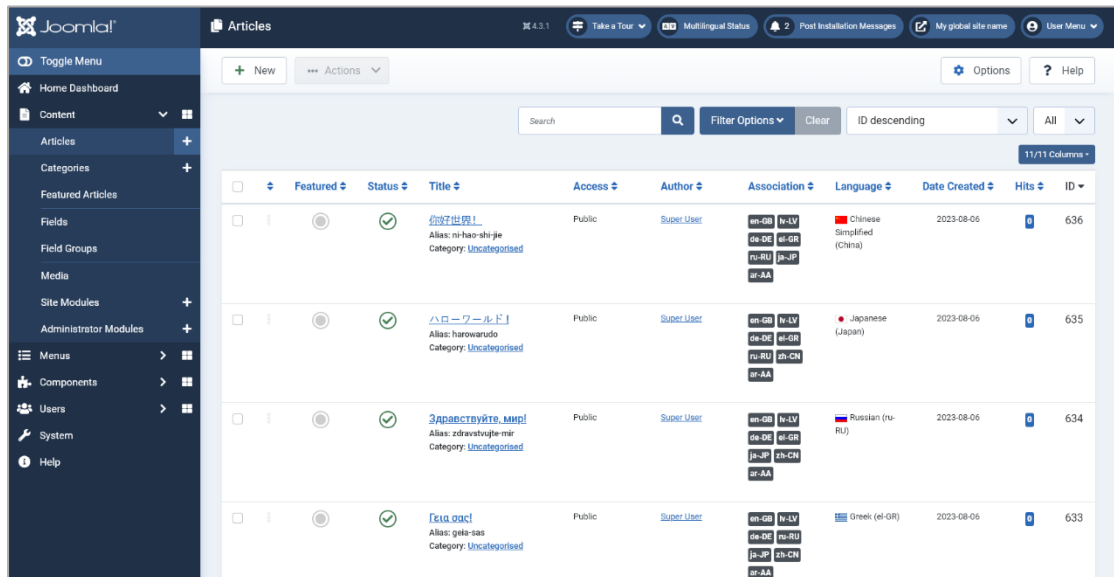 Joomla!®
Articles
4.3.1
Take a Tour
Multilingual Status
2 Post Installation Messages
My global site name
User Menu
Toggle Menu
Home Dashboard
Content
Articles
Categories
Featured Articles
Fields
Field Groups
Media
Site Modules
Administrator Modules
Menus
Components
Users
System
Help
New
Actions
Options
? Help
Search
Filter Options
Clear
ID descending
All
11/11 Columns
Featured Status Title Access Author Association Language Date Created Hits ID
你好世界！ Public Super User en-GB lv-LV Chinese 2023-08-06 0 636
Alias: ni-hao-shi-jie de-DE el-GR Simplified
Category: Uncategorised ru-RU ja-JP (China)
ar-AA
ハローワールド！ Public Super User en-GB lv-LV Japanese 2023-08-06 0 635
Alias: harowarudo de-DE el-GR (Japan)
Category: Uncategorised ru-RU zh-CN
ar-AA
Здравствуйте, мир! Public Super User en-GB lv-LV Russian (ru- 2023-08-06 0 634
Alias: zdravstvujte-mir de-DE el-GR RU)
Category: Uncategorised ja-JP zh-CN
ar-AA
Γεια σας! Public Super User en-GB lv-LV Greek (el-GR) 2023-08-06 0 633
Alias: geia-sas de-DE ru-RU
Category: Uncategorised ja-JP zh-CN
ar-AA